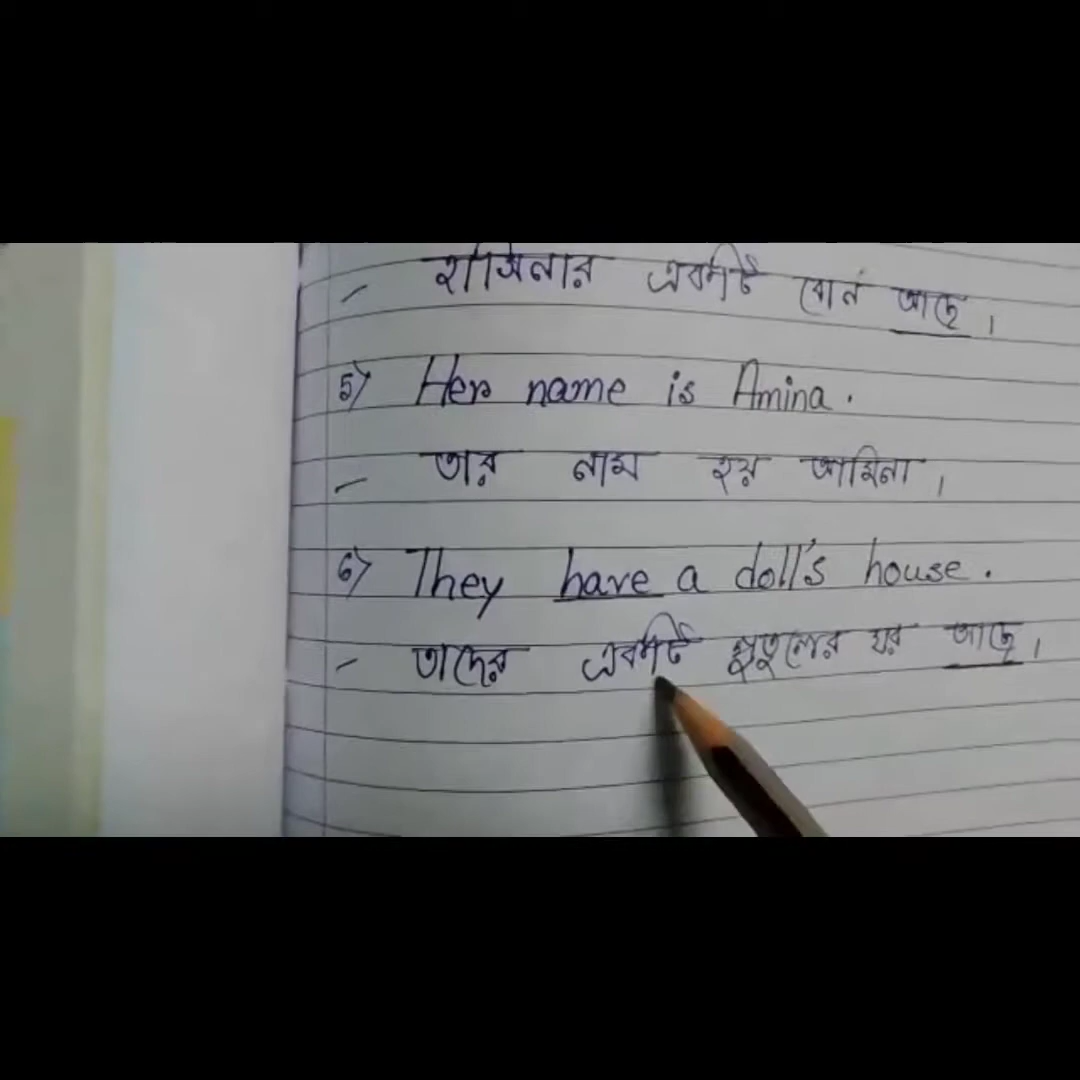 - হাসিনার একটি বোন আছে ।
5) Her name is Amina.
- তার নাম হয় আমিনা ।
6) They have a doll's house.
- তাদের একটি পুতুলের ঘর আছে ।